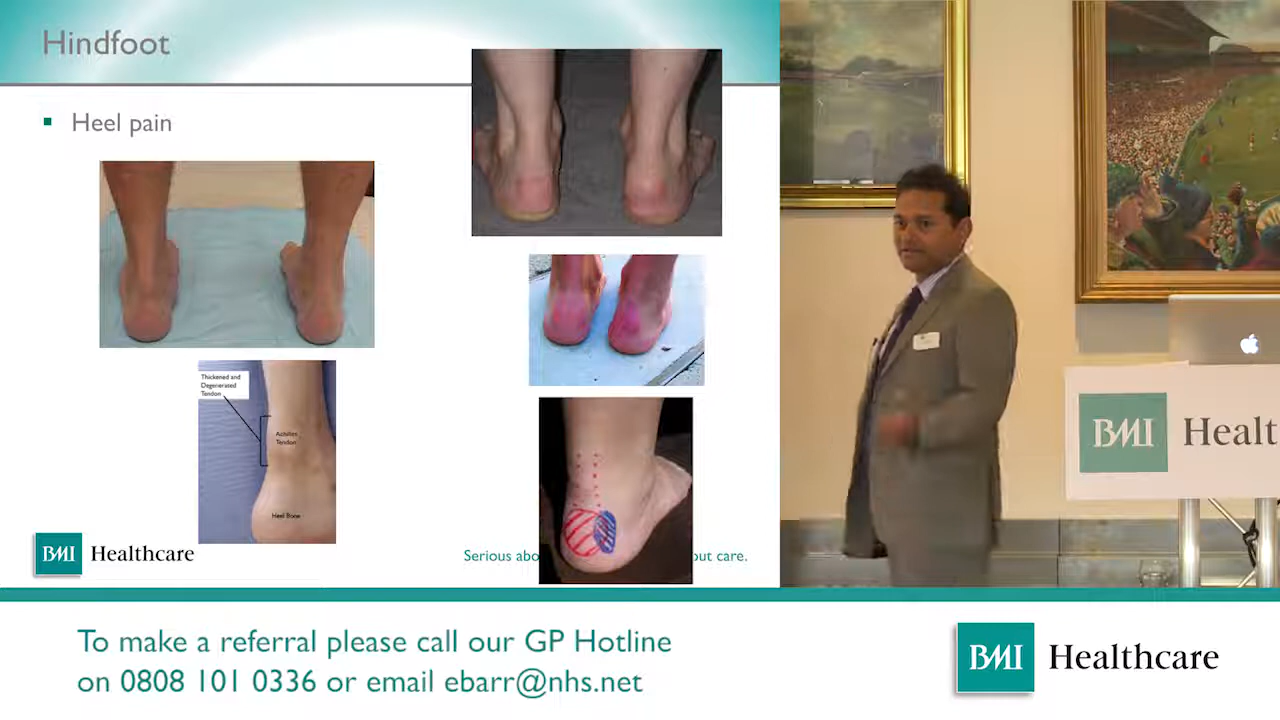 Hindfoot
Heel pain
Thickened and
Degenerated
Tendon
Achilles
Tendon
Heel Bone
BMI Healthcare
Serious abo
out care.
BMI Healt
To make a referral please call our GP Hotline
on 0808 101 0336 or email ebarr@nhs.net
BMI Healthcare